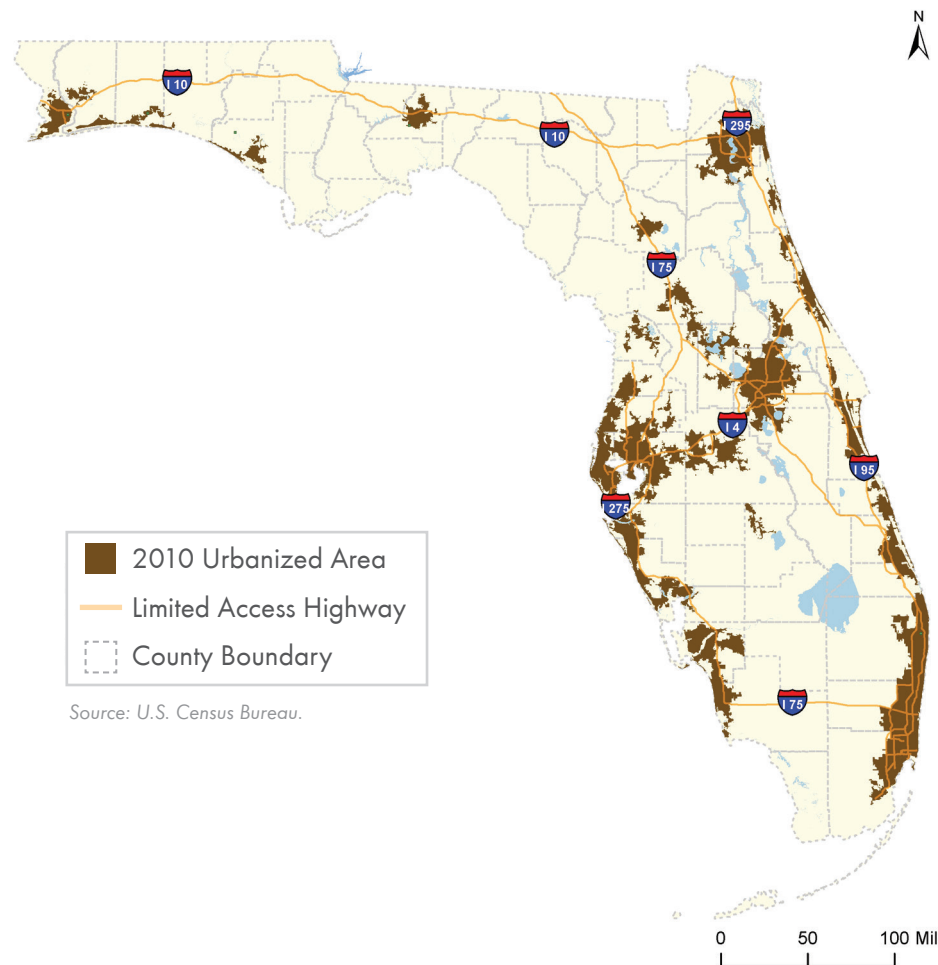 N
I 10
I 10
I 295
I 75
I 4
I 95
I 275
2010 Urbanized Area
Limited Access Highway
County Boundary
I 75
Source: U.S. Census Bureau.
0 50 100 Mil